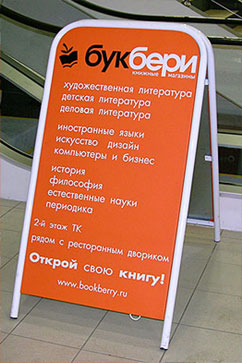 букбери
книжные магазины
художественная литература
детская литература
деловая литература
иностранные языки
искусство дизайн
компьютеры и бизнес
история
философия
естественные науки
периодика
2-й этаж ТК
рядом с ресторанным двориком
Открой свою книгу!
www.bookberry.ru